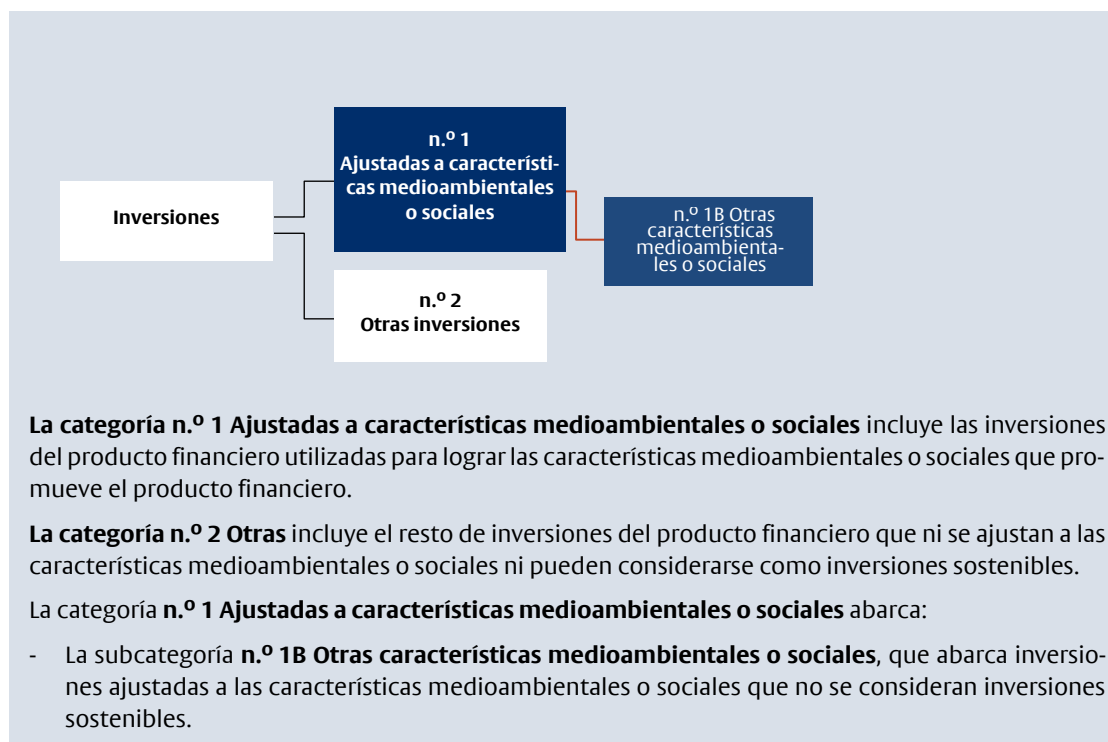 n.º 1
Ajustadas a característi-
cas medioambientales
o sociales
Inversiones
n.º 1B Otras
características
medioambienta-
les o sociales
n.º 2
Otras inversiones
La categoría n.º 1 Ajustadas a características medioambientales o sociales incluye las inversiones
del producto financiero utilizadas para lograr las características medioambientales o sociales que pro-
mueve el producto financiero.
La categoría n.º 2 Otras incluye el resto de inversiones del producto financiero que ni se ajustan a las
características medioambientales o sociales ni pueden considerarse como inversiones sostenibles.
La categoría n.º 1 Ajustadas a características medioambientales o sociales abarca:
- La subcategoría n.º 1B Otras características medioambientales o sociales, que abarca inversio-
nes ajustadas a las características medioambientales o sociales que no se consideran inversiones
sostenibles.